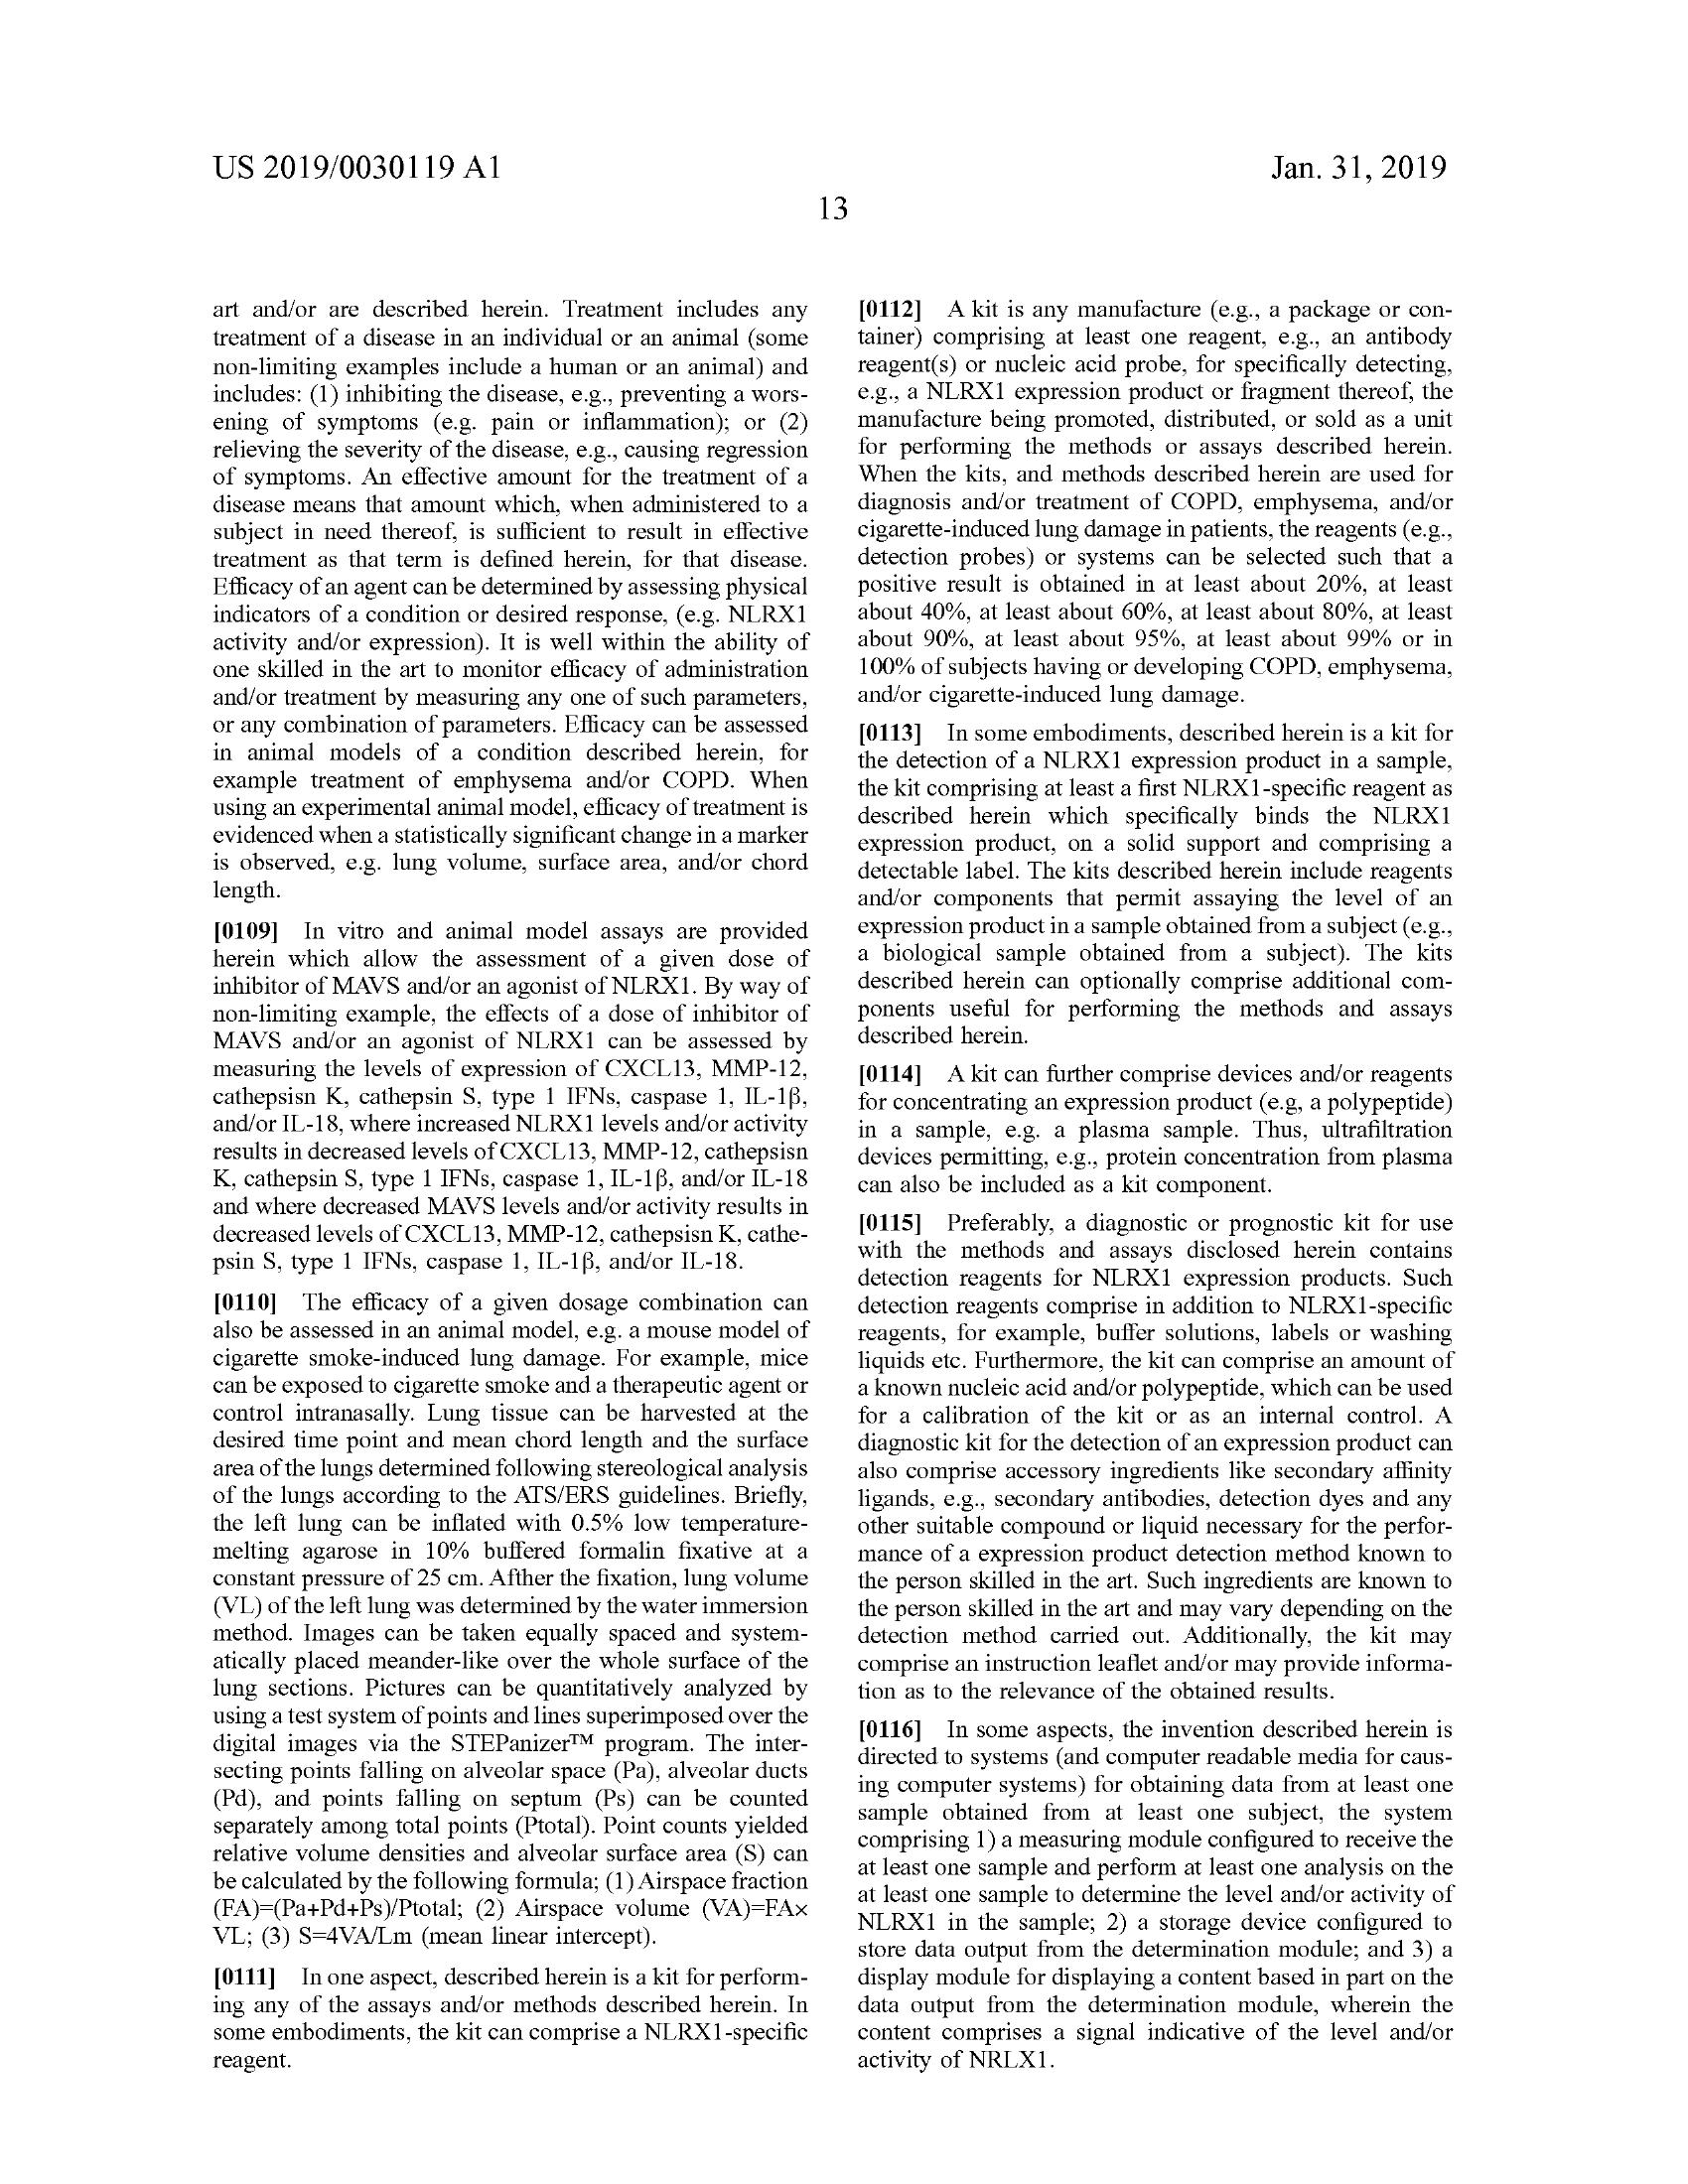 US 2019/0030119 A1
Jan. 31, 2019
13
art and/or are described herein. Treatment includes any
treatment of a disease in an individual or an animal (some
non-limiting examples include a human or an animal) and
includes: (1) inhibiting the disease, e.g., preventing a wors-
ening of symptoms (e.g. pain or inflammation); or (2)
relieving the severity of the disease, e.g., causing regression
of symptoms. An effective amount for the treatment of a
disease means that amount which, when administered to a
subject in need thereof, is sufficient to result in effective
treatment as that term is defined herein, for that disease.
Efficacy of an agent can be determined by assessing physical
indicators of a condition or desired response, (e.g. NLRX1
activity and/or expression). It is well within the ability of
one skilled in the art to monitor efficacy of administration
and/or treatment by measuring any one of such parameters,
or any combination of parameters. Efficacy can be assessed
in animal models of a condition described herein, for
example treatment of emphysema and/or COPD. When
using an experimental animal model, efficacy of treatment is
evidenced when a statistically significant change in a marker
is observed, e.g. lung volume, surface area, and/or chord
length.
[0109] In vitro and animal model assays are provided
herein which allow the assessment of a given dose of
inhibitor of MAVS and/or an agonist of NLRX1. By way of
non-limiting example, the effects of a dose of inhibitor of
MAVS and/or an agonist of NLRX1 can be assessed by
measuring the levels of expression of CXCL13, MMP-12,
cathepsisn K, cathepsin S, type 1 IFNs, caspase 1, IL-1β,
and/or IL-18, where increased NLRX1 levels and/or activity
results in decreased levels of CXCL13, MMP-12, cathepsisn
K, cathepsin S, type 1 IFNs, caspase 1, IL-1β, and/or IL-18
and where decreased MAVS levels and/or activity results in
decreased levels of CXCL13, MMP-12, cathepsisn K, cathe-
psin S, type 1 IFNs, caspase 1, IL-1β, and/or IL-18.
[0110] The efficacy of a given dosage combination can
also be assessed in an animal model, e.g. a mouse model of
cigarette smoke-induced lung damage. For example, mice
can be exposed to cigarette smoke and a therapeutic agent or
control intranasally. Lung tissue can be harvested at the
desired time point and mean chord length and the surface
area of the lungs determined following stereological analysis
of the lungs according to the ATS/ERS guidelines. Briefly,
the left lung can be inflated with 0.5% low temperature-
melting agarose in 10% buffered formalin fixative at a
constant pressure of 25 cm. Afther the fixation, lung volume
(VL) of the left lung was determined by the water immersion
method. Images can be taken equally spaced and system-
atically placed meander-like over the whole surface of the
lung sections. Pictures can be quantitatively analyzed by
using a test system of points and lines superimposed over the
digital images via the STEPanizer™ program. The inter-
secting points falling on alveolar space (Pa), alveolar ducts
(Pd), and points falling on septum (Ps) can be counted
separately among total points (Ptotal). Point counts yielded
relative volume densities and alveolar surface area (S) can
be calculated by the following formula; (1) Airspace fraction
(FA)=(Pa+Pd+Ps)/Ptotal; (2) Airspace volume (VA)=FAx
VL; (3) S=4VA/Lm (mean linear intercept).
[0111] In one aspect, described herein is a kit for perform-
ing any of the assays and/or methods described herein. In
some embodiments, the kit can comprise a NLRX1-specific
reagent.
[0112] A kit is any manufacture (e.g., a package or con-
tainer) comprising at least one reagent, e.g., an antibody
reagent(s) or nucleic acid probe, for specifically detecting,
e.g., a NLRX1 expression product or fragment thereof, the
manufacture being promoted, distributed, or sold as a unit
for performing the methods or assays described herein.
When the kits, and methods described herein are used for
diagnosis and/or treatment of COPD, emphysema, and/or
cigarette-induced lung damage in patients, the reagents (e.g.,
detection probes) or systems can be selected such that a
positive result is obtained in at least about 20%, at least
about 40%, at least about 60%, at least about 80%, at least
about 90%, at least about 95%, at least about 99% or in
100% of subjects having or developing COPD, emphysema,
and/or cigarette-induced lung damage.
[0113] In some embodiments, described herein is a kit for
the detection of a NLRX1 expression product in a sample,
the kit comprising at least a first NLRX1-specific reagent as
described herein which specifically binds the NLRX1
expression product, on a solid support and comprising a
detectable label. The kits described herein include reagents
and/or components that permit assaying the level of an
expression product in a sample obtained from a subject (e.g.,
a biological sample obtained from a subject). The kits
described herein can optionally comprise additional com-
ponents useful for performing the methods and assays
described herein.
[0114] A kit can further comprise devices and/or reagents
for concentrating an expression product (e.g, a polypeptide)
in a sample, e.g. a plasma sample. Thus, ultrafiltration
devices permitting, e.g., protein concentration from plasma
can also be included as a kit component.
[0115] Preferably, a diagnostic or prognostic kit for use
with the methods and assays disclosed herein contains
detection reagents for NLRX1 expression products. Such
detection reagents comprise in addition to NLRX1-specific
reagents, for example, buffer solutions, labels or washing
liquids etc. Furthermore, the kit can comprise an amount of
a known nucleic acid and/or polypeptide, which can be used
for a calibration of the kit or as an internal control. A
diagnostic kit for the detection of an expression product can
also comprise accessory ingredients like secondary affinity
ligands, e.g., secondary antibodies, detection dyes and any
other suitable compound or liquid necessary for the perfor-
mance of a expression product detection method known to
the person skilled in the art. Such ingredients are known to
the person skilled in the art and may vary depending on the
detection method carried out. Additionally, the kit may
comprise an instruction leaflet and/or may provide informa-
tion as to the relevance of the obtained results.
[0116] In some aspects, the invention described herein is
directed to systems (and computer readable media for caus-
ing computer systems) for obtaining data from at least one
sample obtained from at least one subject, the system
comprising 1) a measuring module configured to receive the
at least one sample and perform at least one analysis on the
at least one sample to determine the level and/or activity of
NLRX1 in the sample; 2) a storage device configured to
store data output from the determination module; and 3) a
display module for displaying a content based in part on the
data output from the determination module, wherein the
content comprises a signal indicative of the level and/or
activity of NRLX1.